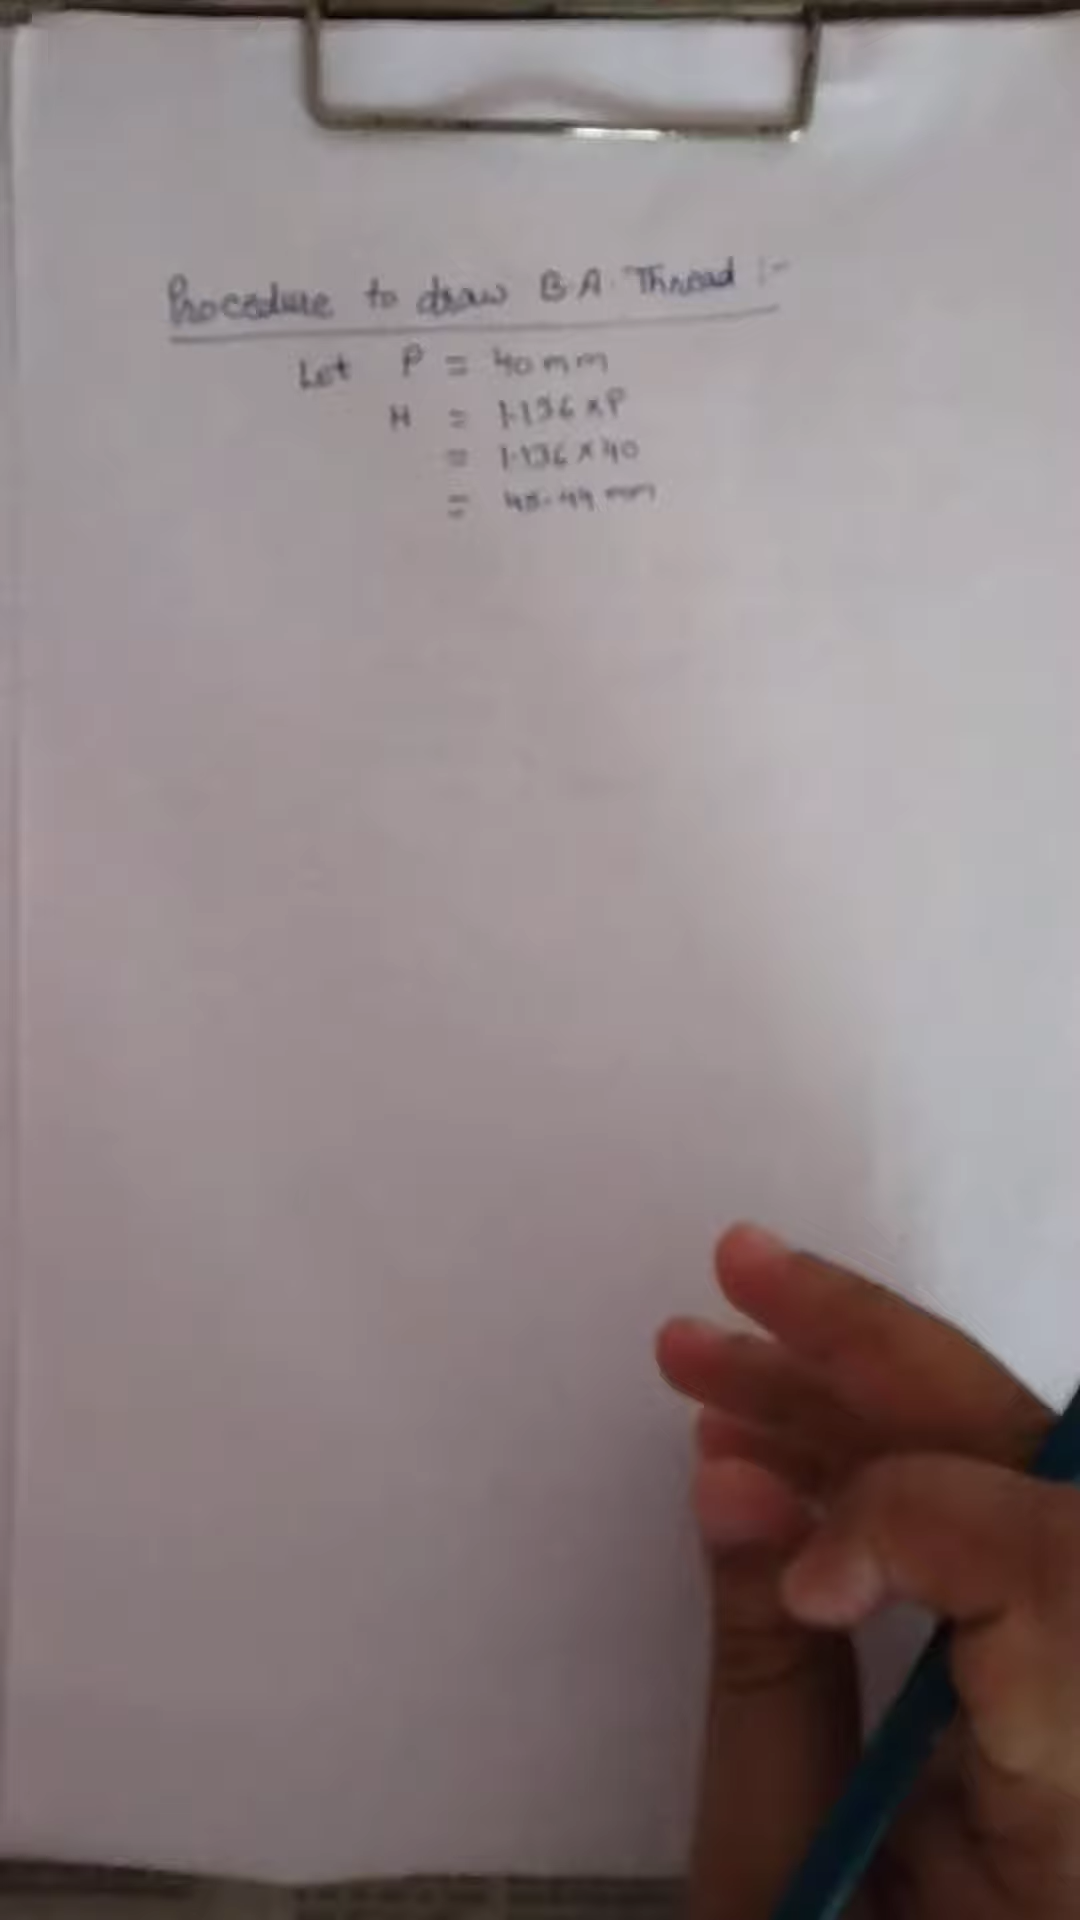 Procedure to draw B.A. Thread :-
Let P = 40 mm
H = 1.136 × P
= 1.136 × 40
= 45.44 mm